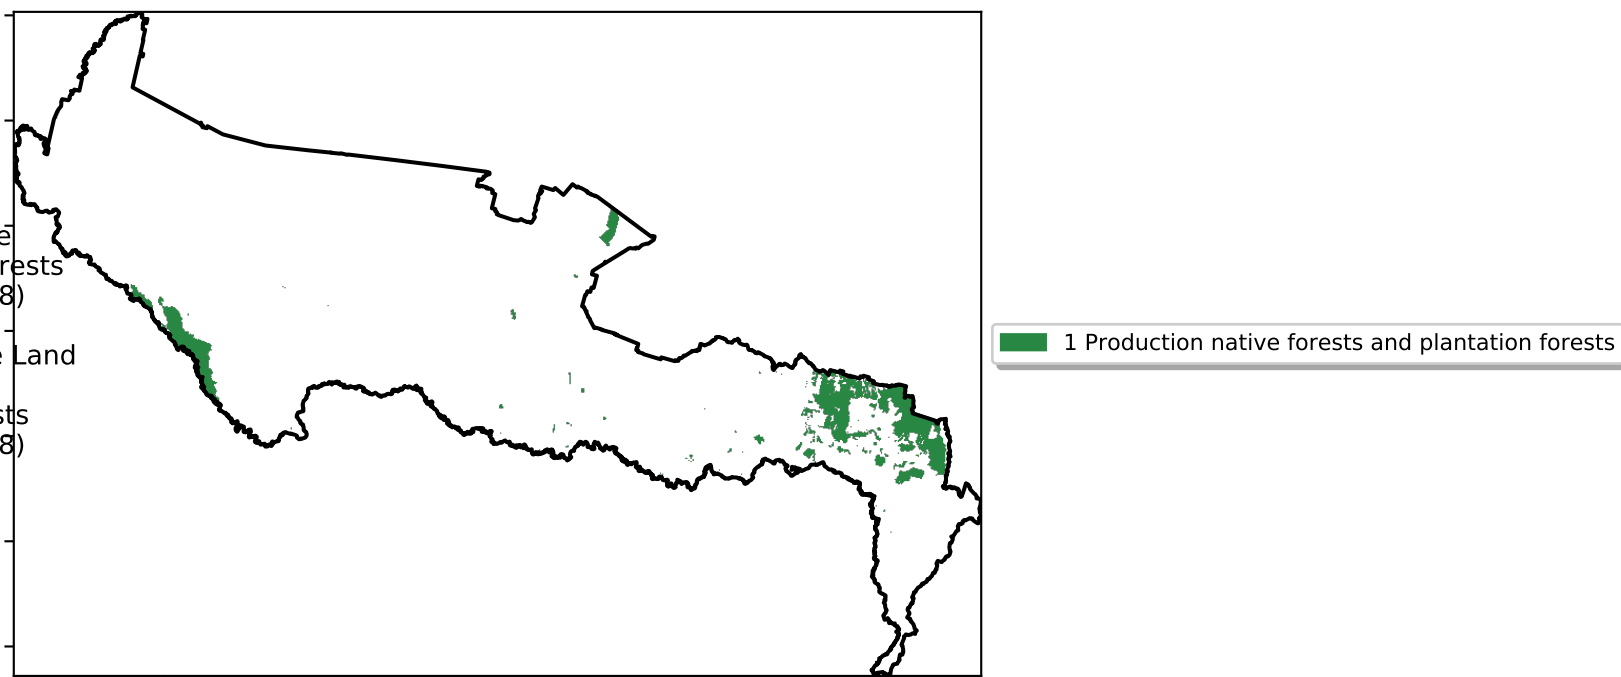 e
rests
8)
1 Production native forests and plantation forests
e Land
sts
8)